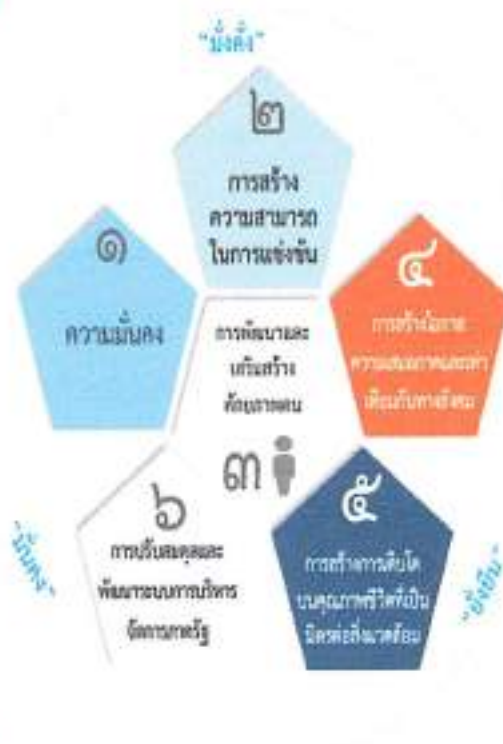 "มั่งคั่ง"
๒
การสร้าง
ความสามารถ
ในการแข่งขัน
๑
ความมั่นคง
๔
การสร้างโอกาส
ความเสมอภาคและเท่า
เทียมกันทางสังคม
การพัฒนาและ
เสริมสร้าง
ศักยภาพคน
๓
๖
การปรับสมดุลและ
พัฒนาระบบการบริหาร
จัดการภาครัฐ
๕
การสร้างการเติบโต
บนคุณภาพชีวิตที่เป็น
มิตรต่อสิ่งแวดล้อม
"มั่นคง"
"ยั่งยืน"